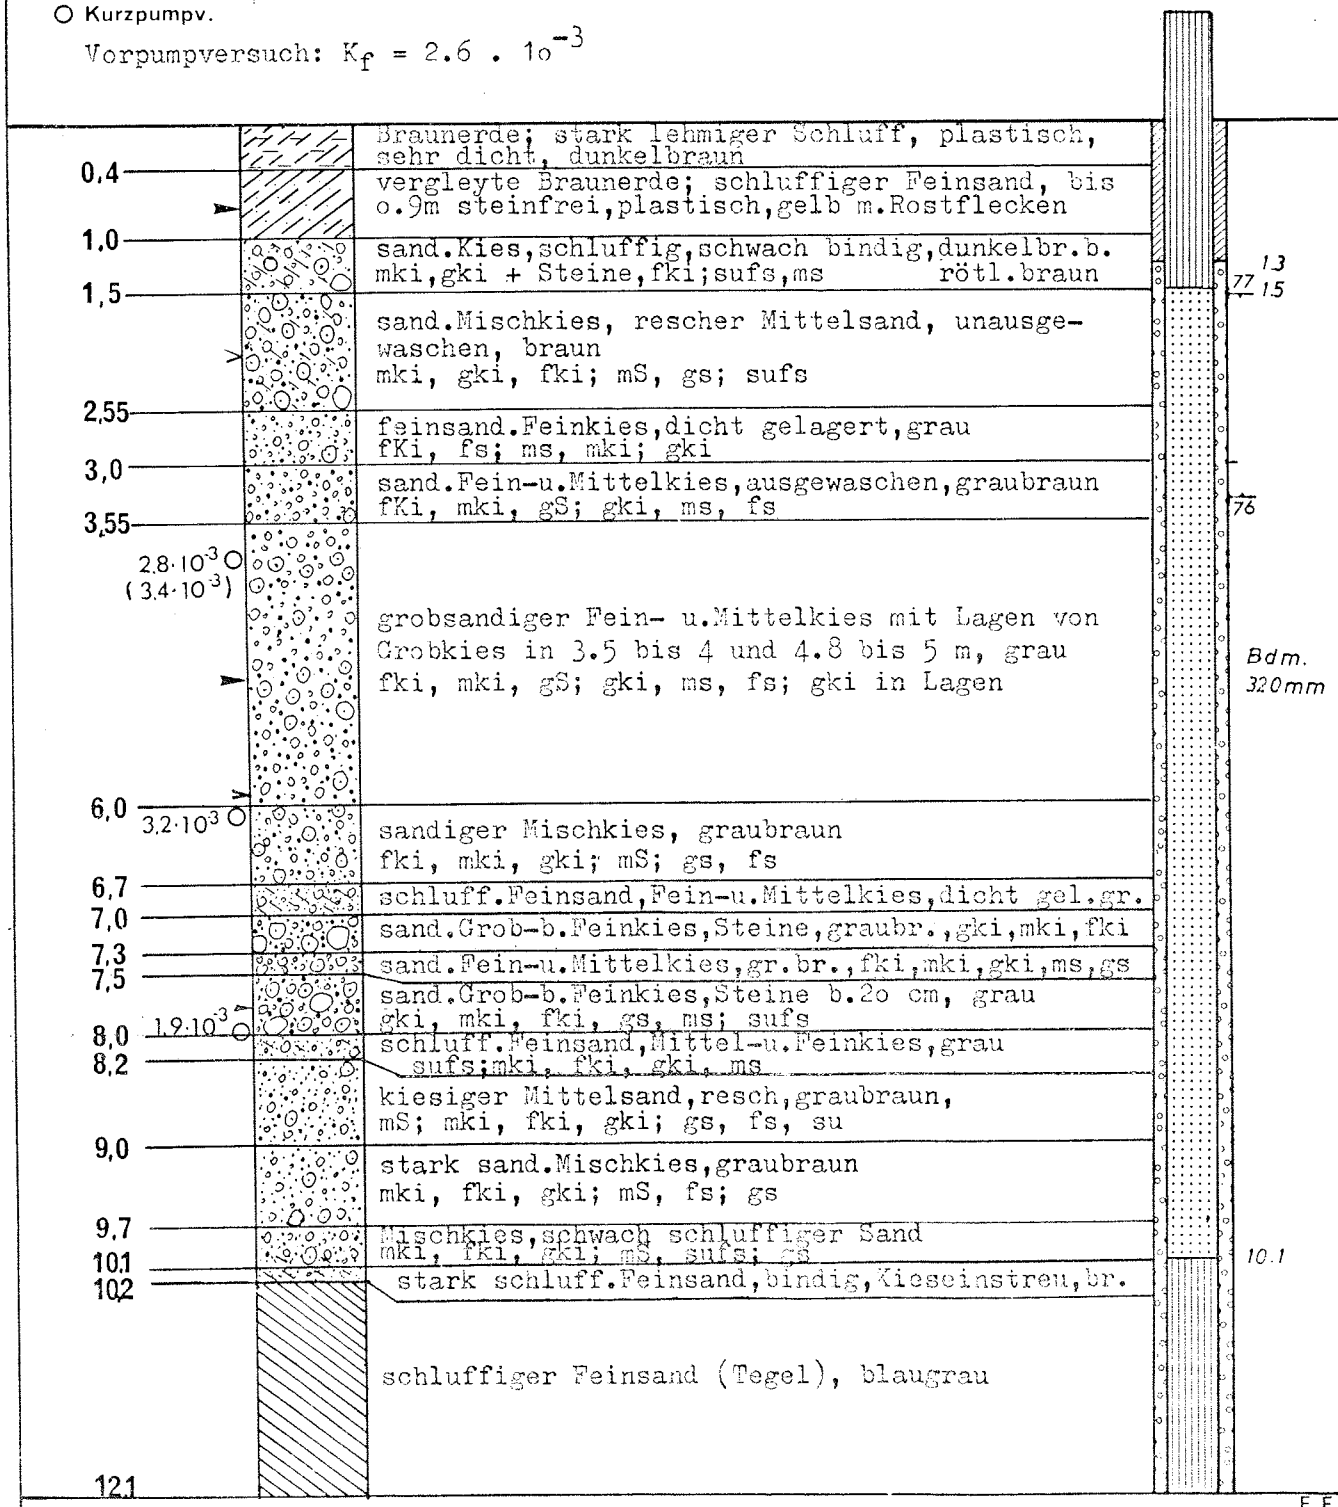 O Kurzpumpv.
Vorpumpversuch: Kf = 2.6 . 10⁻³
Braunerde; stark lehmiger Schluff, plastisch,
sehr dicht, dunkelbraun
0,4
vergleyte Braunerde; schluffiger Feinsand, bis
o.9m steinfrei,plastisch,gelb m.Rostflecken
1,0
sand.Kies,schluffig,schwach bindig,dunkelbr.b.
mki,gki + Steine,fki;sufs,ms rötl.braun
1.3
77 1.5
1,5
sand.Mischkies, rescher Mittelsand, unausge-
waschen, braun
mki, gki, fki; mS, gs; sufs
2,55
feinsand.Feinkies,dicht gelagert,grau
fKi, fs; ms, mki; gki
3,0
sand.Fein-u.Mittelkies,ausgewaschen,graubraun
fKi, mki, gS; gki, ms, fs
76
3,55
2.8·10⁻³ O
(3.4·10⁻³)
grobsandiger Fein- u.Mittelkies mit Lagen von
Grobkies in 3.5 bis 4 und 4.8 bis 5 m, grau
fki, mki, gS; gki, ms, fs; gki in Lagen
Bdm.
320mm
6,0
3,2·10³ O
sandiger Mischkies, graubraun
fki, mki, gki; mS; gs, fs
6,7
schluff.Feinsand,Fein-u.Mittelkies,dicht gel.gr.
7,0
sand.Grob-b.Feinkies,Steine,graubr.,gki,mki,fki
7.3
sand.Fein-u.Mittelkies,gr.br.,fki,mki,gki,ms,gs
7,5
sand.Grob-b.Feinkies,Steine b.2o cm, grau
gki, mki, fki, gs, ms; sufs
1.9·10⁻³ O
8,0
schluff.Feinsand,Mittel-u.Feinkies,grau
sufs;mki, fki, gki, ms
8,2
kiesiger Mittelsand,resch,graubraun,
mS; mki, fki, gki; gs, fs, su
9,0
stark sand.Mischkies,graubraun
mki, fki, gki; mS, fs; gs
9,7
Mischkies,schwach schluffiger Sand
mki, fki, gki; mS, sufs; gs
10.1
10.1
stark schluff.Feinsand,bindig,Kieseinstreu,br.
10,2
schluffiger Feinsand (Tegel), blaugrau
12.1